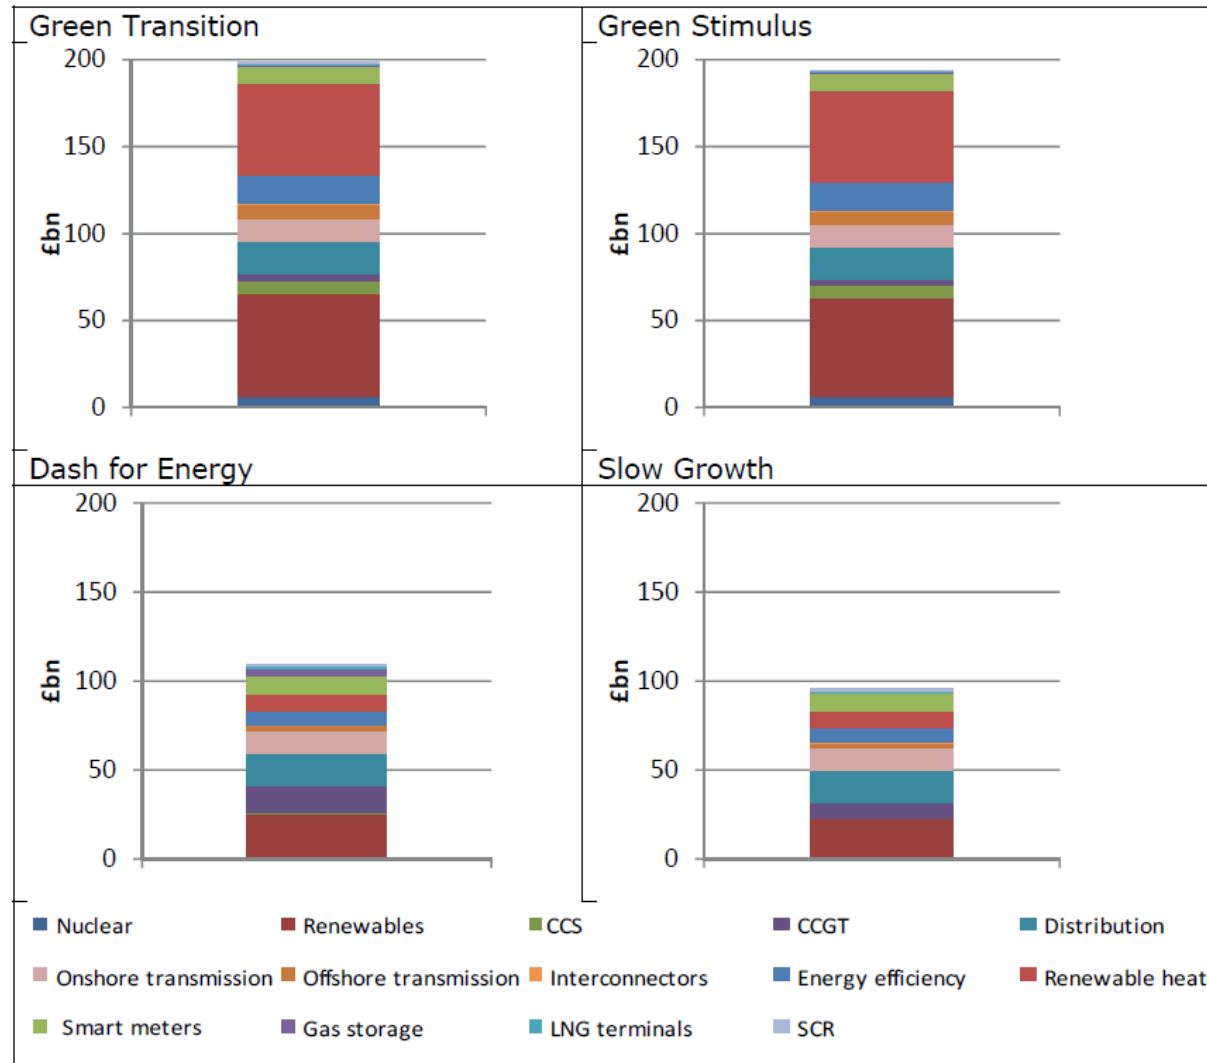 Green Transition
Green Stimulus
200
150
100
50
0
£bn
200
150
100
50
0
£bn
Dash for Energy
Slow Growth
200
150
100
50
0
£bn
200
150
100
50
0
£bn
Nuclear Renewables CCS CCGT Distribution
Onshore transmission Offshore transmission Interconnectors Energy efficiency Renewable heat
Smart meters Gas storage LNG terminals SCR